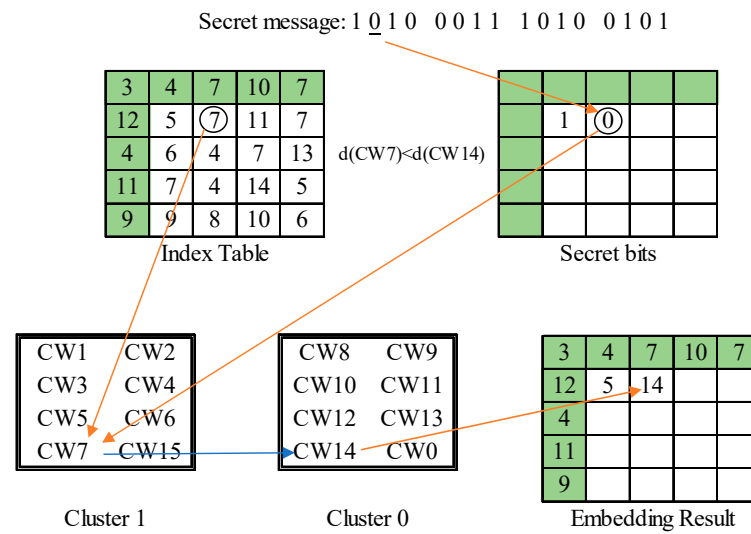 Secret message: 1 0 1 0 0 0 1 1 1 0 1 0 0 1 0 1
3 4 7 10 7
12 5 7 11 7
4 6 4 7 13
11 7 4 14 5
9 9 8 10 6
Index Table
d(CW7)<d(CW14)
1 0
Secret bits
CW1 CW2
CW3 CW4
CW5 CW6
CW7 CW15
Cluster 1
CW8 CW9
CW10 CW11
CW12 CW13
CW14 CW0
Cluster 0
3 4 7 10 7
12 5 14
4
11
9
Embedding Result